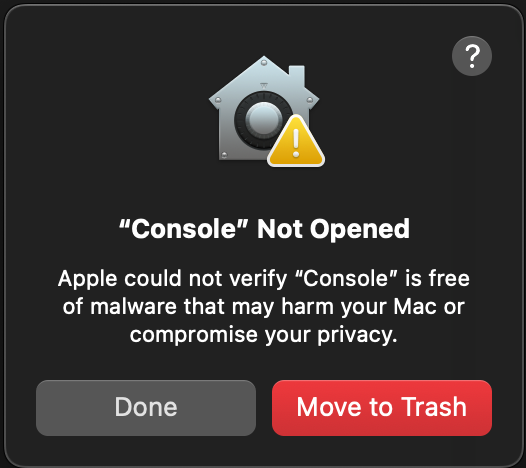 ?
“Console” Not Opened
Apple could not verify “Console” is free
of malware that may harm your Mac or
compromise your privacy.
Done
Move to Trash